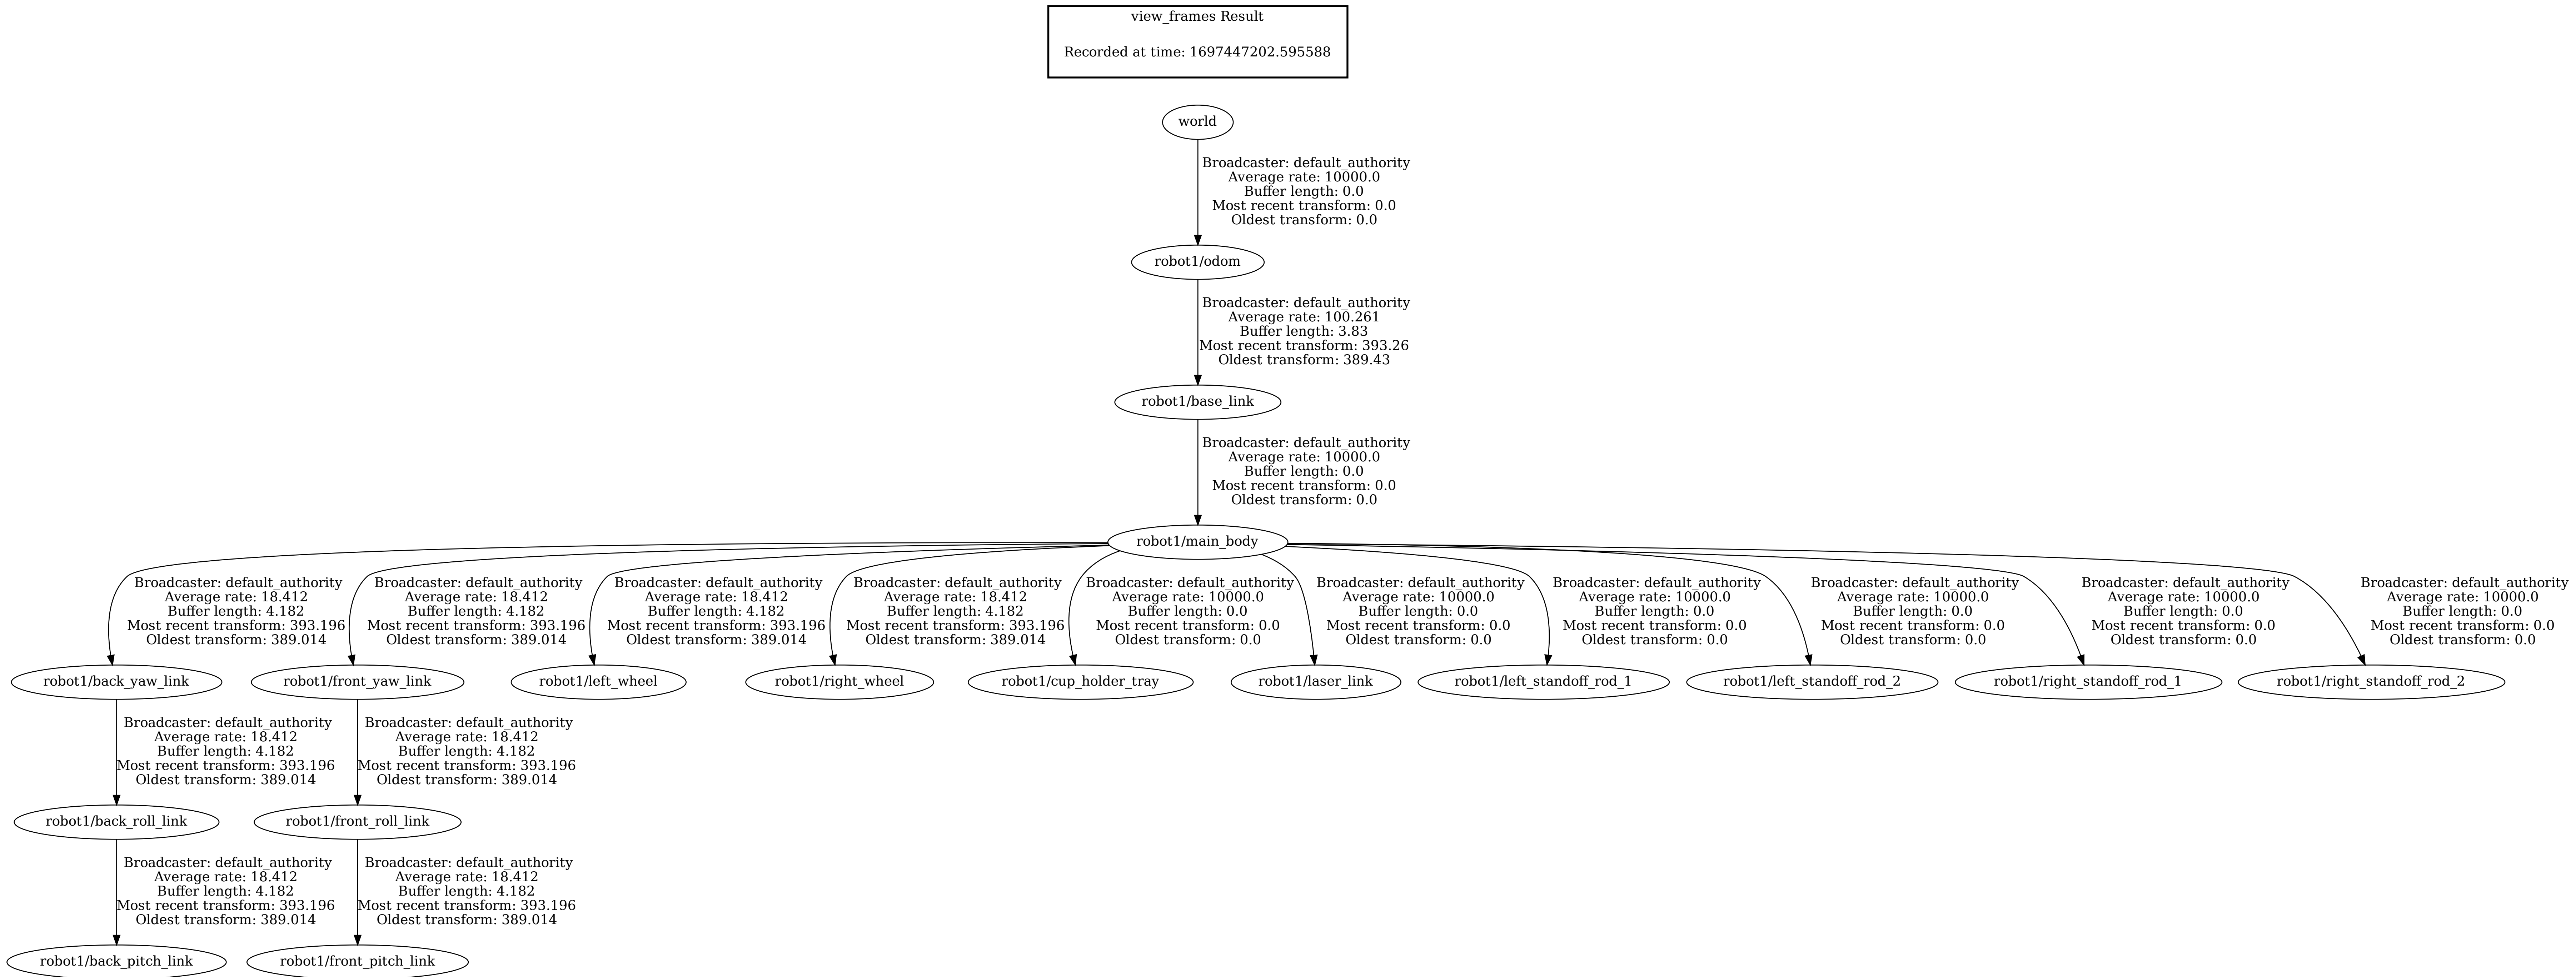 view_frames Result
Recorded at time: 1697447202.595588
world
Broadcaster: default_authority
Average rate: 10000.0
Buffer length: 0.0
Most recent transform: 0.0
Oldest transform: 0.0
robot1/odom
Broadcaster: default_authority
Average rate: 100.261
Buffer length: 3.83
Most recent transform: 393.26
Oldest transform: 389.43
robot1/base_link
Broadcaster: default_authority
Average rate: 10000.0
Buffer length: 0.0
Most recent transform: 0.0
Oldest transform: 0.0
robot1/main_body
Broadcaster: default_authority
Average rate: 18.412
Buffer length: 4.182
Most recent transform: 393.196
Oldest transform: 389.014
Broadcaster: default_authority
Average rate: 18.412
Buffer length: 4.182
Most recent transform: 393.196
Oldest transform: 389.014
Broadcaster: default_authority
Average rate: 18.412
Buffer length: 4.182
Most recent transform: 393.196
Oldest transform: 389.014
Broadcaster: default_authority
Average rate: 18.412
Buffer length: 4.182
Most recent transform: 393.196
Oldest transform: 389.014
Broadcaster: default_authority
Average rate: 10000.0
Buffer length: 0.0
Most recent transform: 0.0
Oldest transform: 0.0
Broadcaster: default_authority
Average rate: 10000.0
Buffer length: 0.0
Most recent transform: 0.0
Oldest transform: 0.0
Broadcaster: default_authority
Average rate: 10000.0
Buffer length: 0.0
Most recent transform: 0.0
Oldest transform: 0.0
Broadcaster: default_authority
Average rate: 10000.0
Buffer length: 0.0
Most recent transform: 0.0
Oldest transform: 0.0
Broadcaster: default_authority
Average rate: 10000.0
Buffer length: 0.0
Most recent transform: 0.0
Oldest transform: 0.0
Broadcaster: default_authority
Average rate: 10000.0
Buffer length: 0.0
Most recent transform: 0.0
Oldest transform: 0.0
robot1/back_yaw_link
robot1/front_yaw_link
robot1/left_wheel
robot1/right_wheel
robot1/cup_holder_tray
robot1/laser_link
robot1/left_standoff_rod_1
robot1/left_standoff_rod_2
robot1/right_standoff_rod_1
robot1/right_standoff_rod_2
Broadcaster: default_authority
Average rate: 18.412
Buffer length: 4.182
Most recent transform: 393.196
Oldest transform: 389.014
Broadcaster: default_authority
Average rate: 18.412
Buffer length: 4.182
Most recent transform: 393.196
Oldest transform: 389.014
robot1/back_roll_link
robot1/front_roll_link
Broadcaster: default_authority
Average rate: 18.412
Buffer length: 4.182
Most recent transform: 393.196
Oldest transform: 389.014
Broadcaster: default_authority
Average rate: 18.412
Buffer length: 4.182
Most recent transform: 393.196
Oldest transform: 389.014
robot1/back_pitch_link
robot1/front_pitch_link